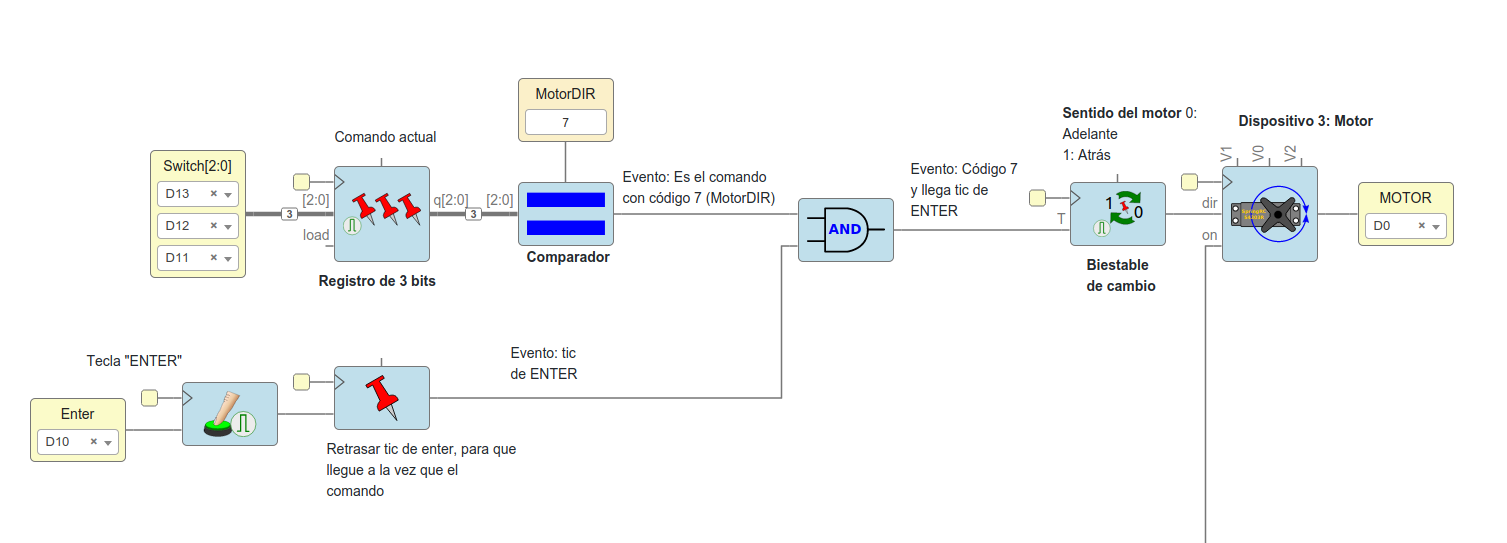 MotorDIR
7
Sentido del motor 0:
Adelante
1: Atrás
Dispositivo 3: Motor
Comando actual
Switch[2:0]
D13
D12
D11
3
[2:0]
load
q[2:0]
3
[2:0]
Registro de 3 bits
Comparador
Evento: Es el comando
con código 7 (MotorDIR)
AND
Evento: Código 7
y llega tic de
ENTER
T
1
0
Biestable
de cambio
V1
V0
V2
dir
on
MOTOR
D0
Tecla "ENTER"
Enter
D10
Evento: tic
de ENTER
Retrasar tic de enter, para que
llegue a la vez que el
comando